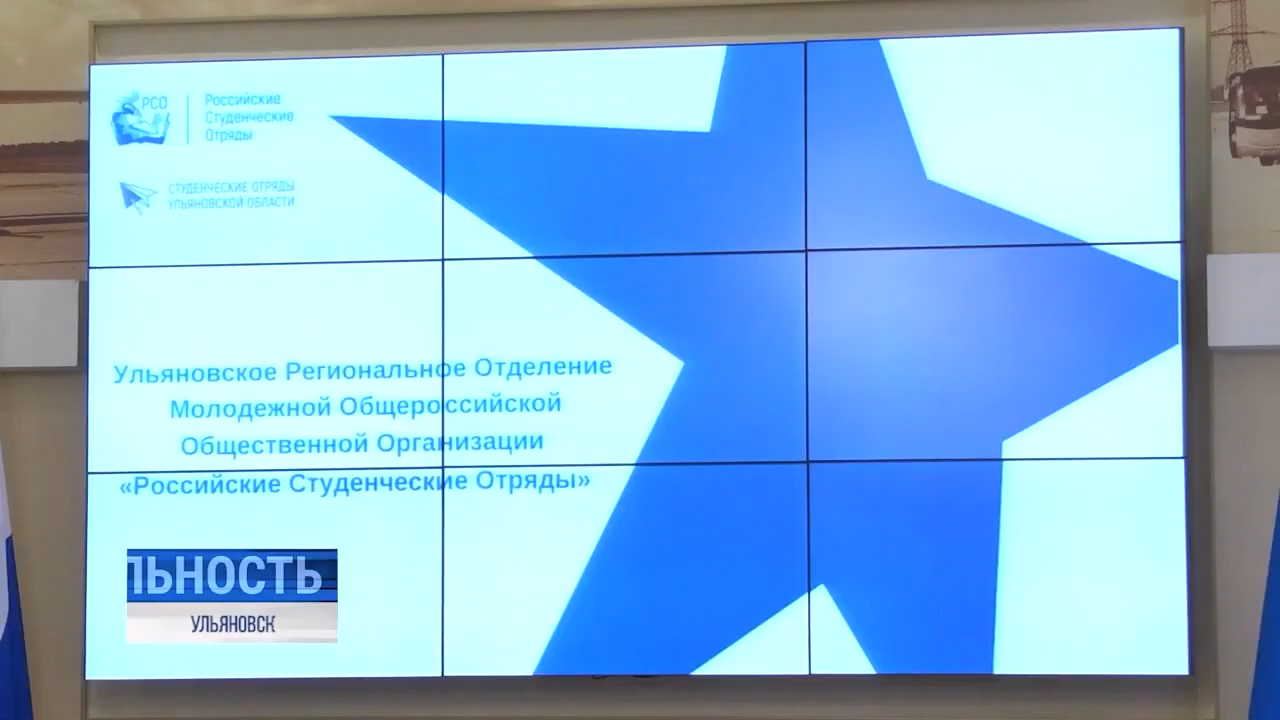 РСО
Российские
Студенческие
Отряды
СТУДЕНЧЕСКИЕ ОТРЯДЫ
УЛЬЯНОВСКОЙ ОБЛАСТИ
Ульяновское Региональное Отделение
Молодежной Общероссийской
Общественной Организации
«Российские Студенческие Отряды»
ЛЬНОСТЬ
УЛЬЯНОВСК